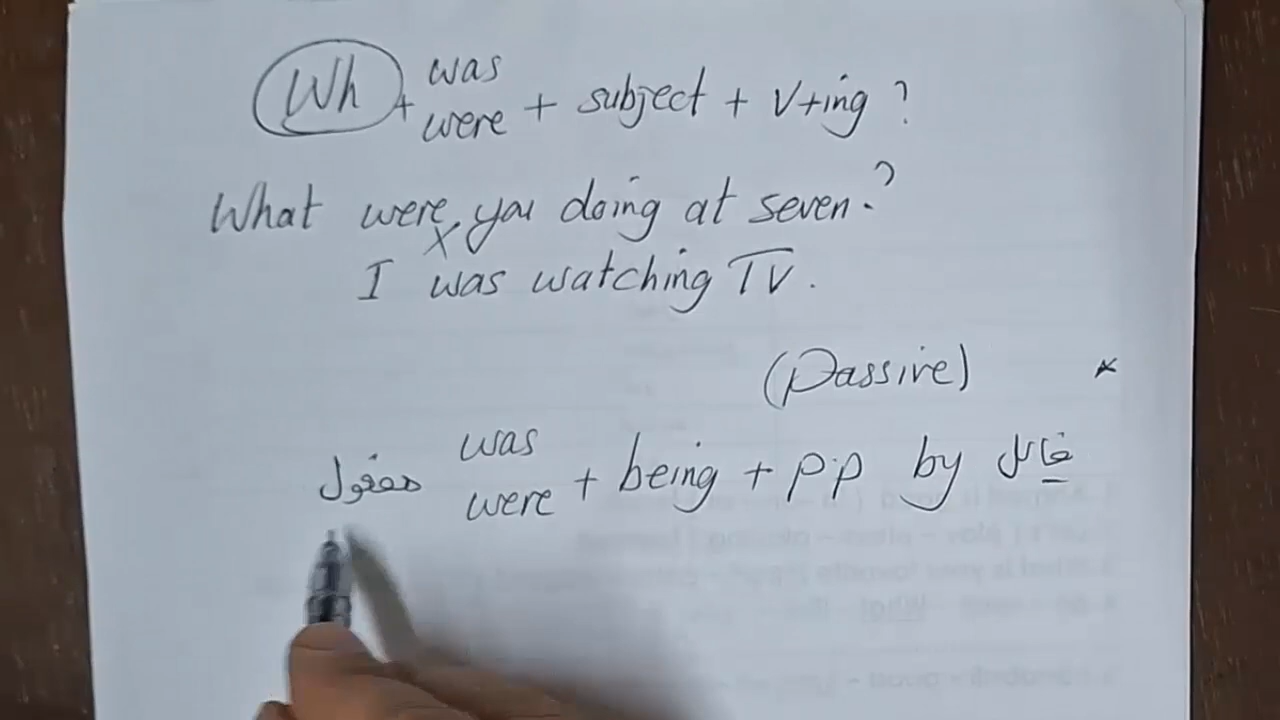 Wh + was were + subject + V+ing ?
What were you doing at seven ?
x
I was watching TV.
(Passive) *
مفعول was were + being + p.p by فاعل